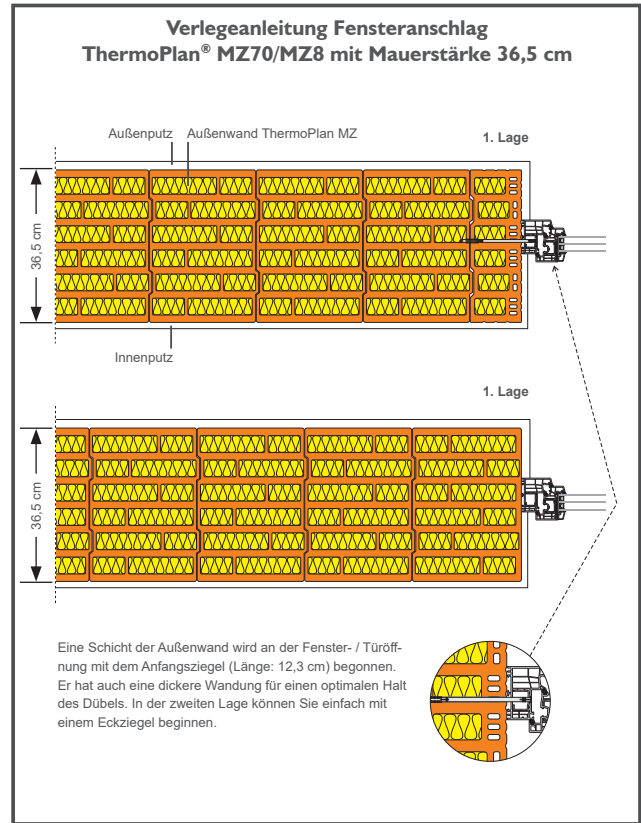 Verlegeanleitung Fensteranschlag
ThermoPlan® MZ70/MZ8 mit Mauerstärke 36,5 cm
Außenputz
Außenwand ThermoPlan MZ
1. Lage
36,5 cm
Innenputz
1. Lage
36,5 cm
Eine Schicht der Außenwand wird an der Fenster- / Türöff-
nung mit dem Anfangsziegel (Länge: 12,3 cm) begonnen.
Er hat auch eine dickere Wandung für einen optimalen Halt
des Dübels. In der zweiten Lage können Sie einfach mit
einem Eckziegel beginnen.